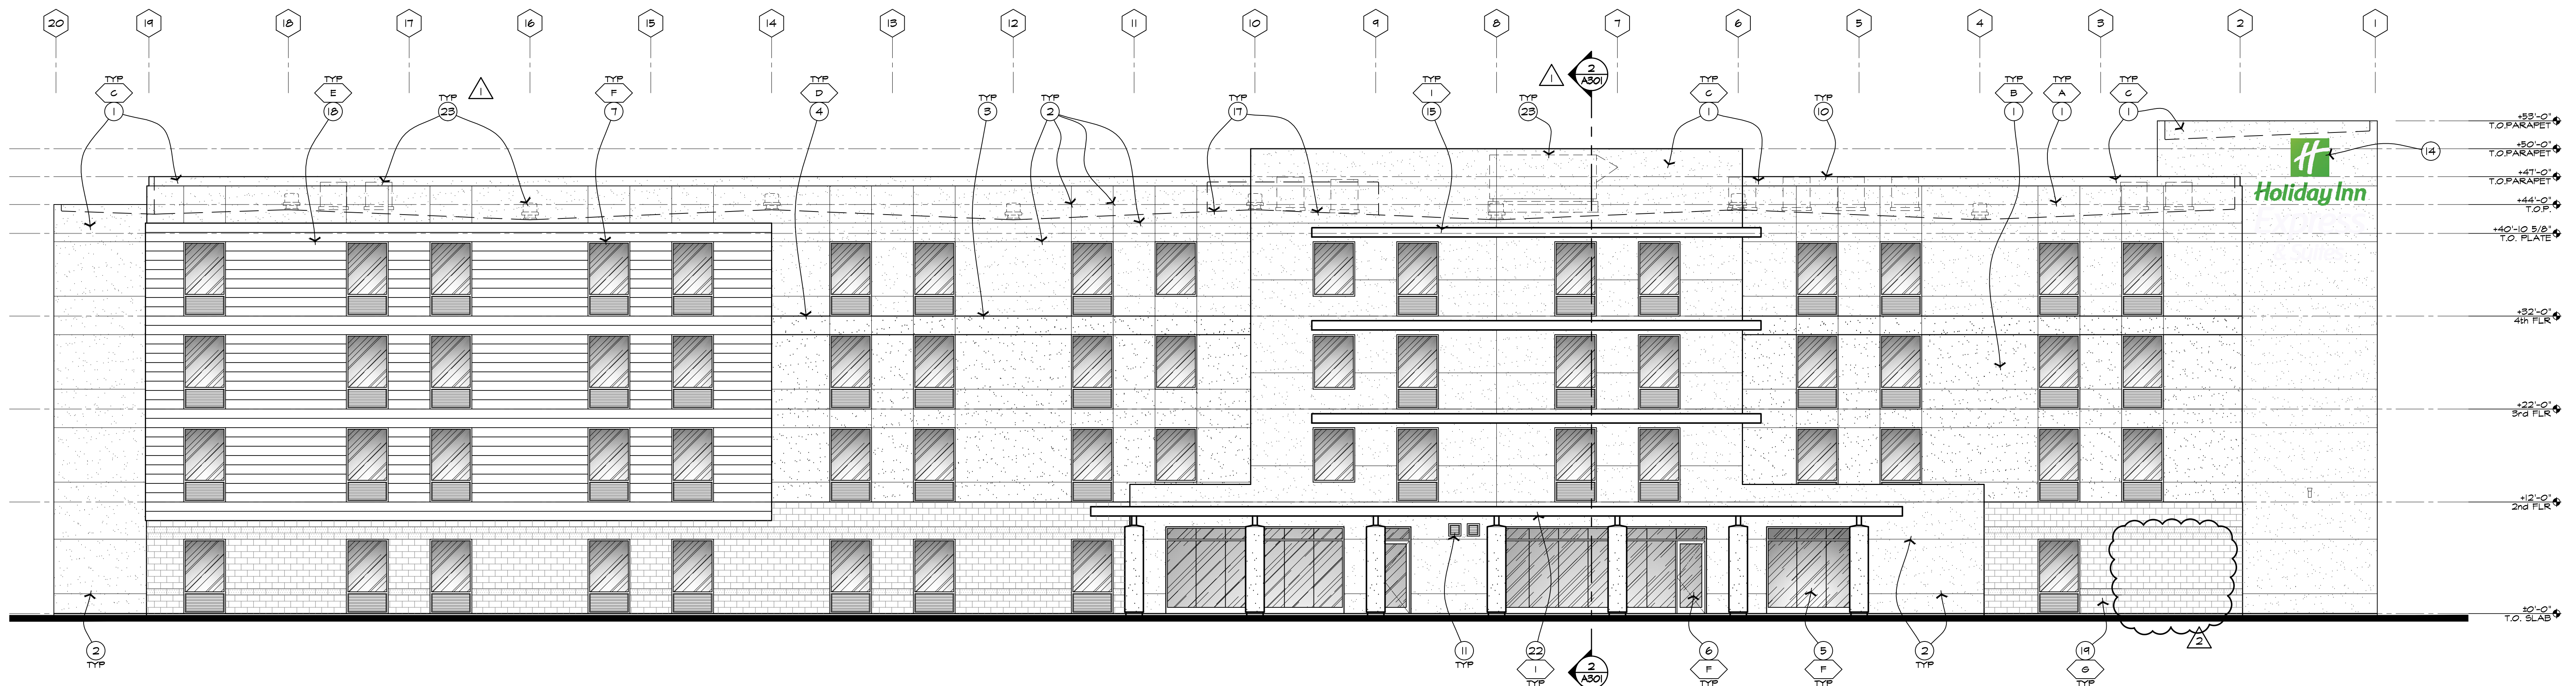 20 19 18 17 16 15 14 13 12 11 10 9 8 7 6 5 4 3 2 1
TYP C 1
TYP E 18
TYP 23
1
TYP F 7
TYP D 4
TYP 3
TYP 2
TYP 17
TYP I 15
TYP 23
1
2
A301
TYP C 1
TYP 10
TYP B 1
TYP A 1
TYP C 1
+53'-0"
T.O.PARAPET
+50'-0"
T.O.PARAPET
14
Holiday Inn
+47'-0"
T.O.PARAPET
+44'-0"
T.O.P.
+40'-10 5/8"
T.O. PLATE
+32'-0"
4th FLR
+22'-0"
3rd FLR
+12'-0"
2nd FLR
±0'-0"
T.O. SLAB
2
TYP
11
TYP
22
I
TYP
2
A301
6
F
TYP
5
F
TYP
2
TYP
19
G
TYP
2